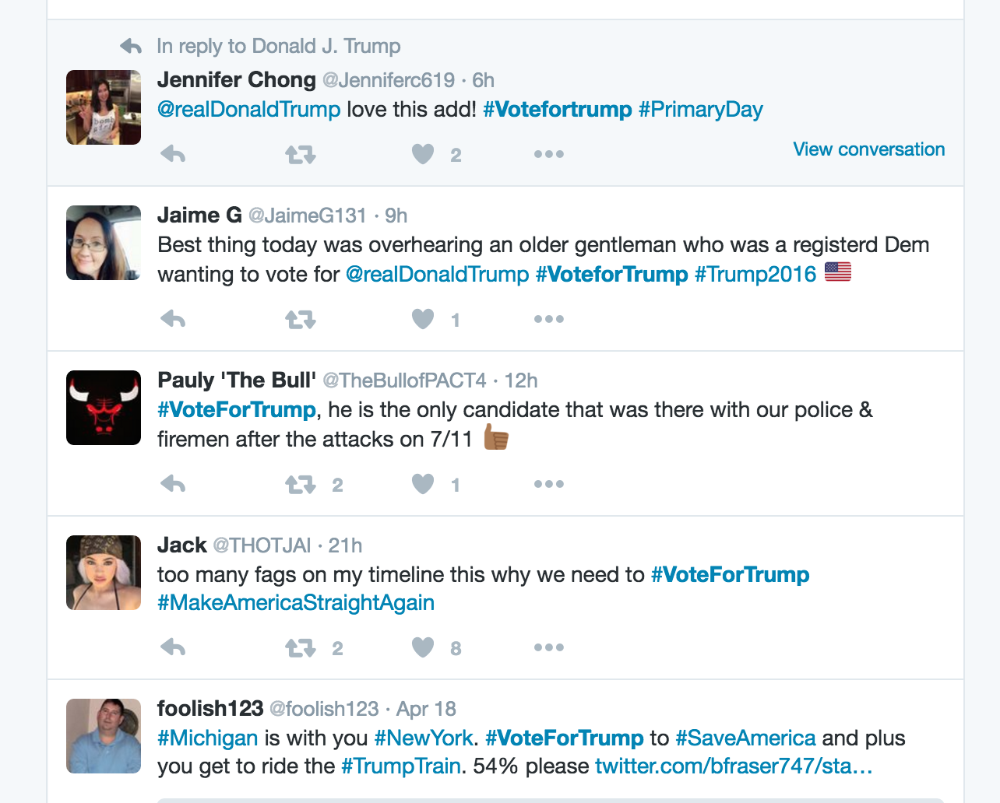 In reply to Donald J. Trump
Jennifer Chong @Jenniferc619 · 6h
@realDonaldTrump love this add! #Votefortrump #PrimaryDay
2
View conversation
Jaime G @JaimeG131 · 9h
Best thing today was overhearing an older gentleman who was a registerd Dem
wanting to vote for @realDonaldTrump #VoteforTrump #Trump2016
1
Pauly 'The Bull' @TheBullofPACT4 · 12h
#VoteForTrump, he is the only candidate that was there with our police &
firemen after the attacks on 7/11
2 1
Jack @THOTJAI · 21h
too many fags on my timeline this why we need to #VoteForTrump
#MakeAmericaStraightAgain
2 8
foolish123 @foolish123 · Apr 18
#Michigan is with you #NewYork. #VoteForTrump to #SaveAmerica and plus
you get to ride the #TrumpTrain. 54% please twitter.com/bfraser747/sta…